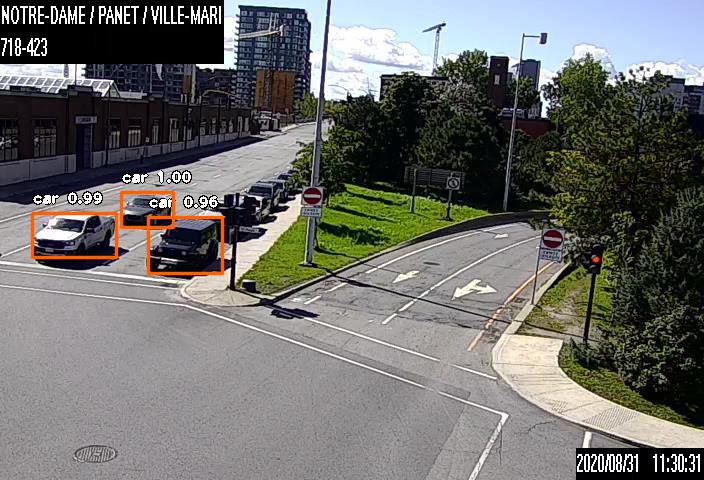 NOTRE-DAME / PANET / VILLE-MARI
718-423
car 1.00
car 0.99
car 0.96
2020/08/31 11:30:31